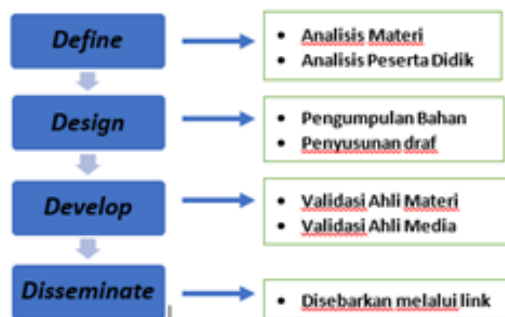 Define
• Analisis Materi
• Analisis Peserta Didik
Design
• Pengumpulan Bahan
• Penyusunan draf
Develop
• Validasi Ahli Materi
• Validasi Ahli Media
Disseminate
• Disebarkan melalui link